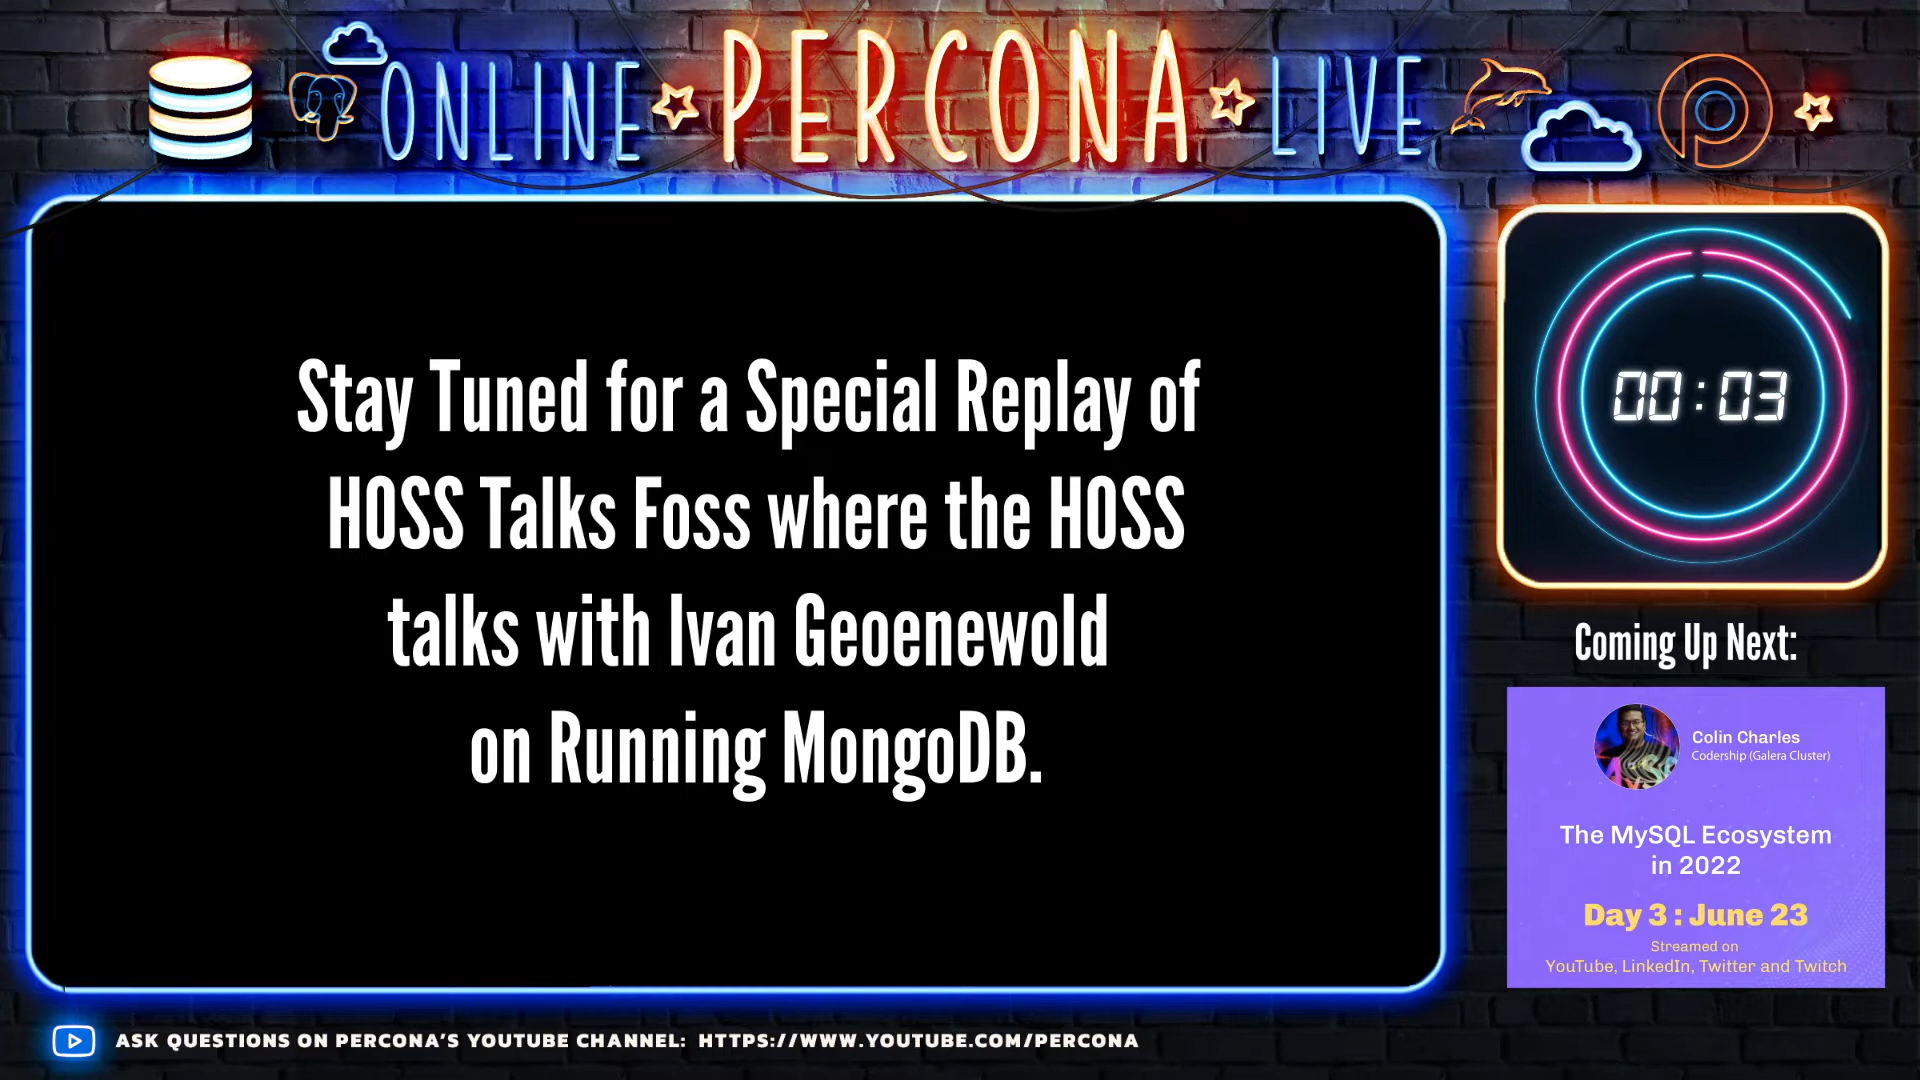 ONLINE PERCONA LIVE
Stay Tuned for a Special Replay of
HOSS Talks Foss where the HOSS
talks with Ivan Geoenewold
on Running MongoDB.
00:03
Coming Up Next:
Colin Charles
Codership (Galera Cluster)
The MySQL Ecosystem
in 2022
Day 3 : June 23
Streamed on
YouTube, LinkedIn, Twitter and Twitch
ASK QUESTIONS ON PERCONA'S YOUTUBE CHANNEL: HTTPS://WWW.YOUTUBE.COM/PERCONA